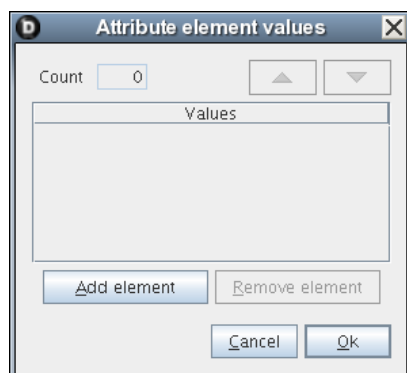 D Attribute element values
Count 0
Values
Add element Remove element
Cancel Ok